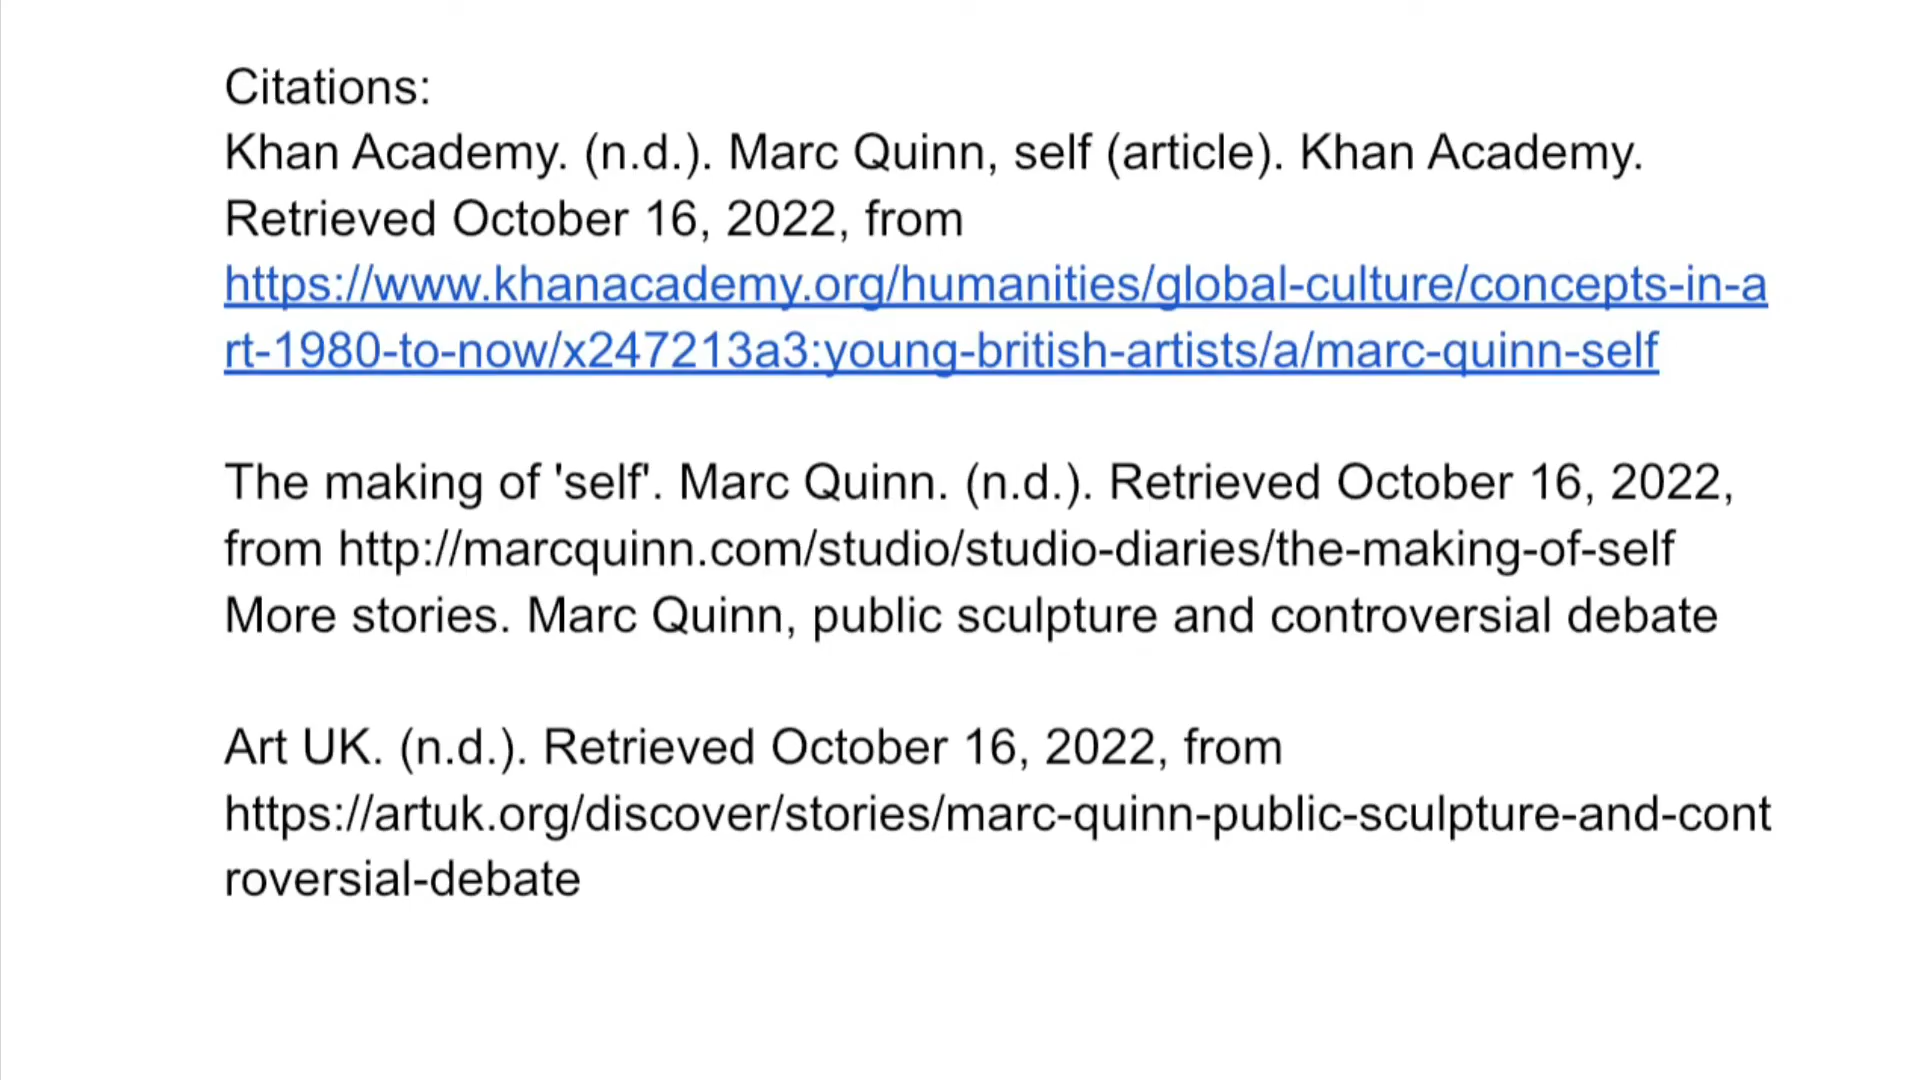 Citations:
Khan Academy. (n.d.). Marc Quinn, self (article). Khan Academy.
Retrieved October 16, 2022, from
https://www.khanacademy.org/humanities/global-culture/concepts-in-a
rt-1980-to-now/x247213a3:young-british-artists/a/marc-quinn-self
The making of 'self'. Marc Quinn. (n.d.). Retrieved October 16, 2022,
from http://marcquinn.com/studio/studio-diaries/the-making-of-self
More stories. Marc Quinn, public sculpture and controversial debate
Art UK. (n.d.). Retrieved October 16, 2022, from
https://artuk.org/discover/stories/marc-quinn-public-sculpture-and-cont
roversial-debate